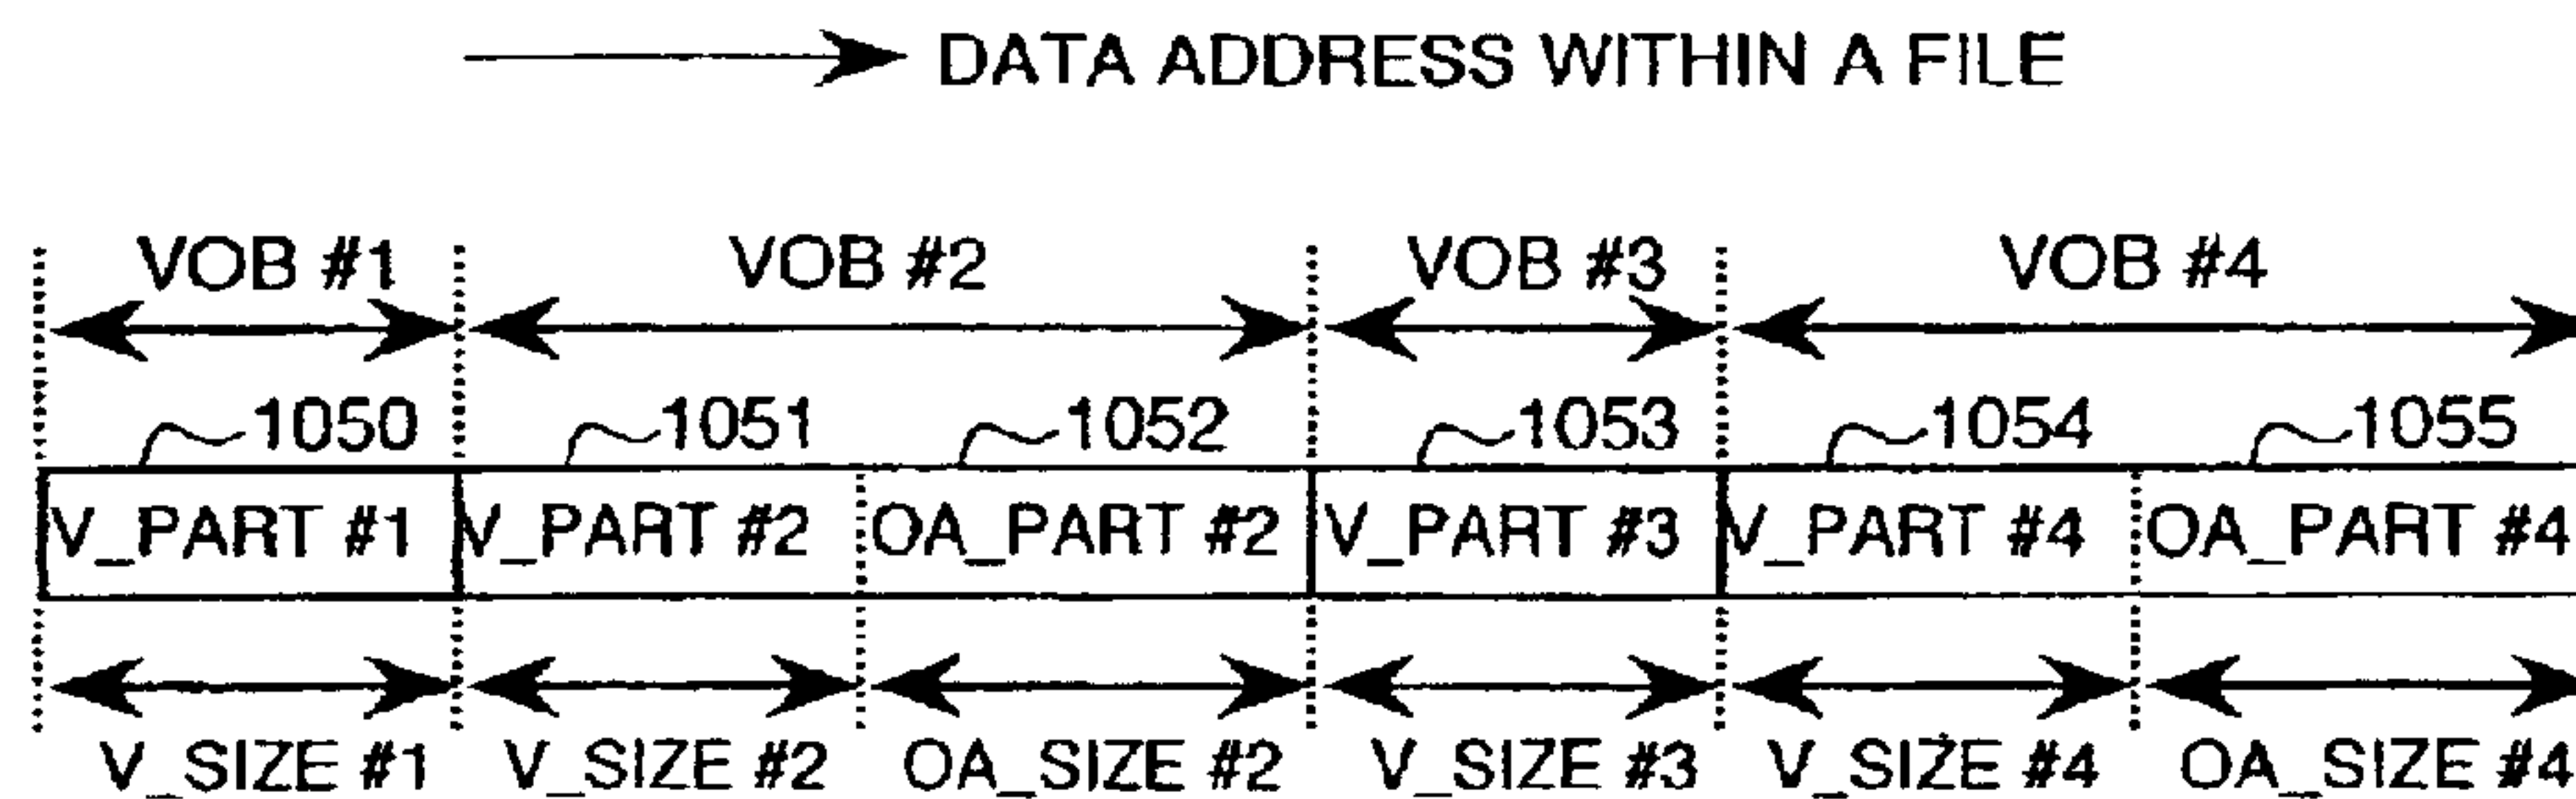 DATA ADDRESS WITHIN A FILE
VOB #1 VOB #2 VOB #3 VOB #4
1050 1051 1052 1053 1054 1055
V_PART #1 V_PART #2 OA_PART #2 V_PART #3 V_PART #4 OA_PART #4
V_SIZE #1 V_SIZE #2 OA_SIZE #2 V_SIZE #3 V_SIZE #4 OA_SIZE #4